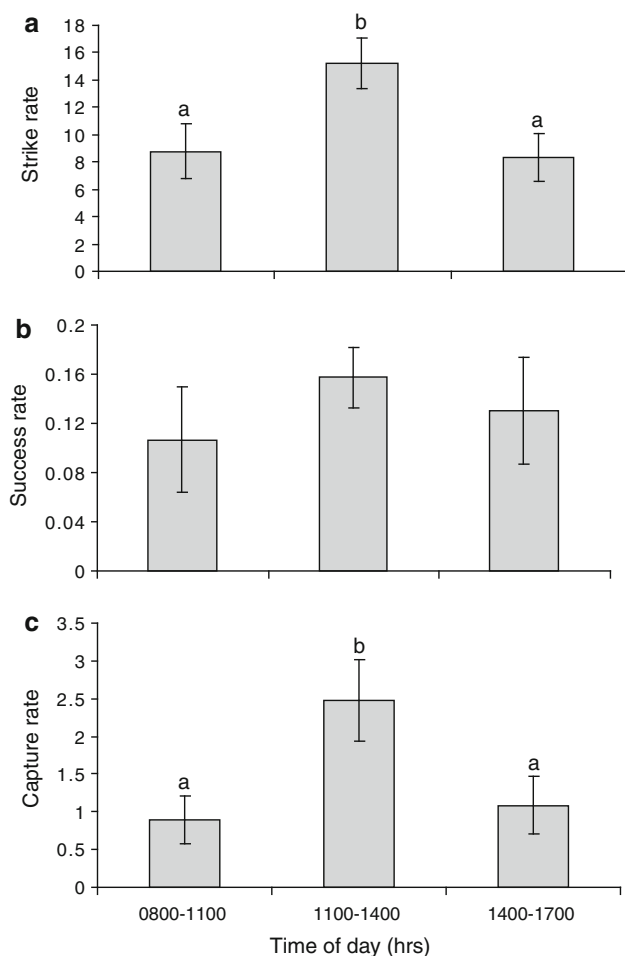 a
Strike rate
18
16
14
12
10
8
6
4
2
0
a
b
a
b
Success rate
0.2
0.16
0.12
0.08
0.04
0
c
Capture rate
3.5
3
2.5
2
1.5
1
0.5
0
a
b
a
0800-1100 1100-1400 1400-1700
Time of day (hrs)